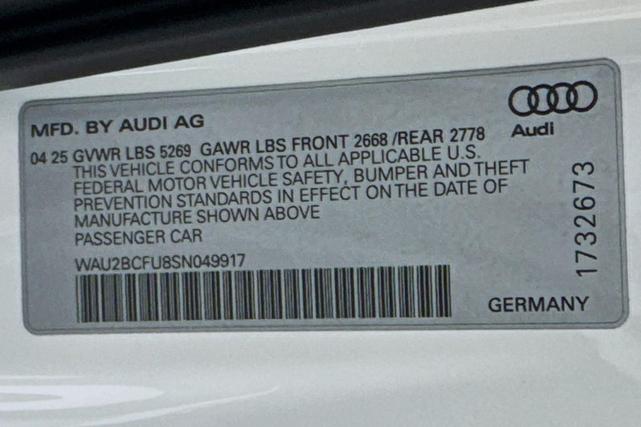 MFD. BY AUDI AG
Audi
04 25 GVWR LBS 5269 GAWR LBS FRONT 2668 /REAR 2778
THIS VEHICLE CONFORMS TO ALL APPLICABLE U.S.
FEDERAL MOTOR VEHICLE SAFETY, BUMPER AND THEFT
PREVENTION STANDARDS IN EFFECT ON THE DATE OF
MANUFACTURE SHOWN ABOVE
PASSENGER CAR
WAU2BCFU8SN049917
1732673
GERMANY